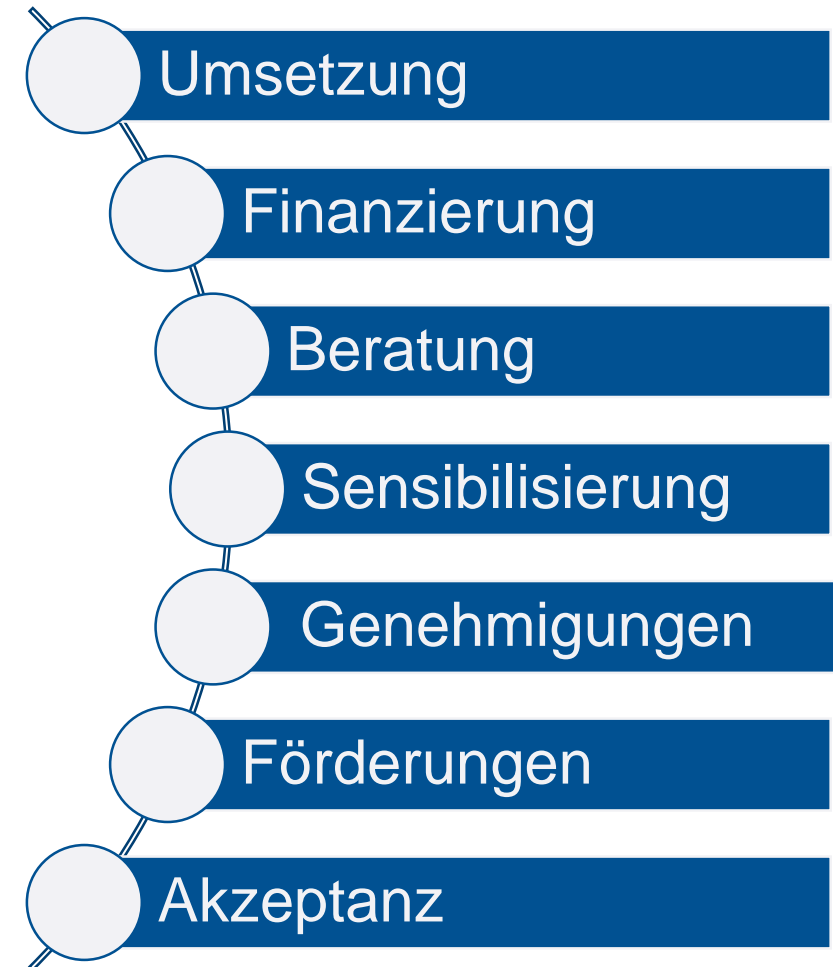 Umsetzung
Finanzierung
Beratung
Sensibilisierung
Genehmigungen
Förderungen
Akzeptanz